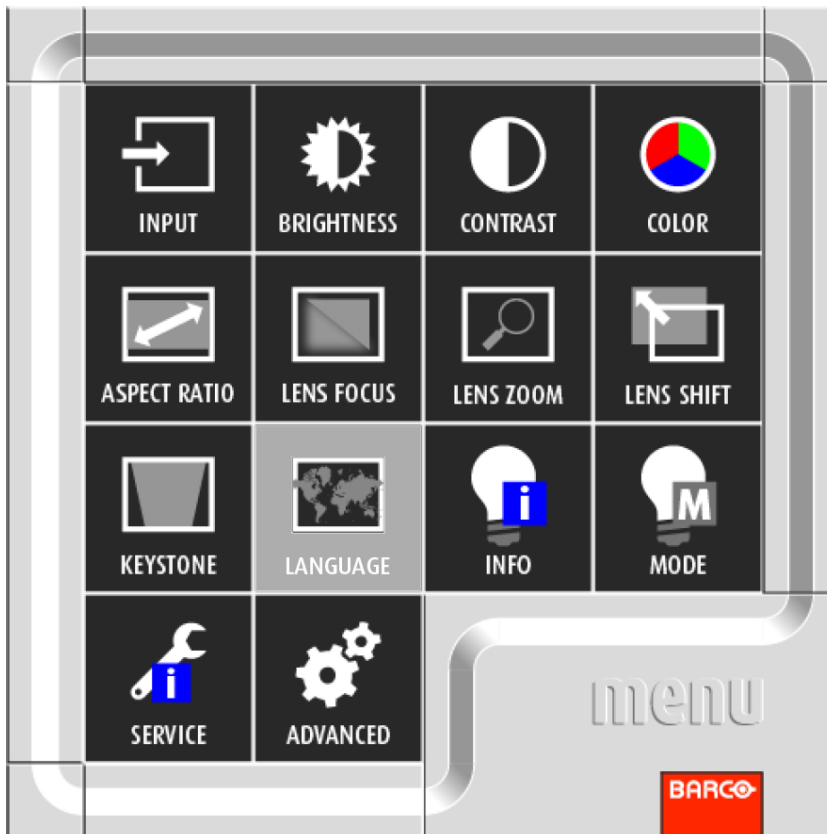 INPUT
BRIGHTNESS
CONTRAST
COLOR
ASPECT RATIO
LENS FOCUS
LENS ZOOM
LENS SHIFT
KEYSTONE
LANGUAGE
i
INFO
M
MODE
i
SERVICE
ADVANCED
menu
BARCO